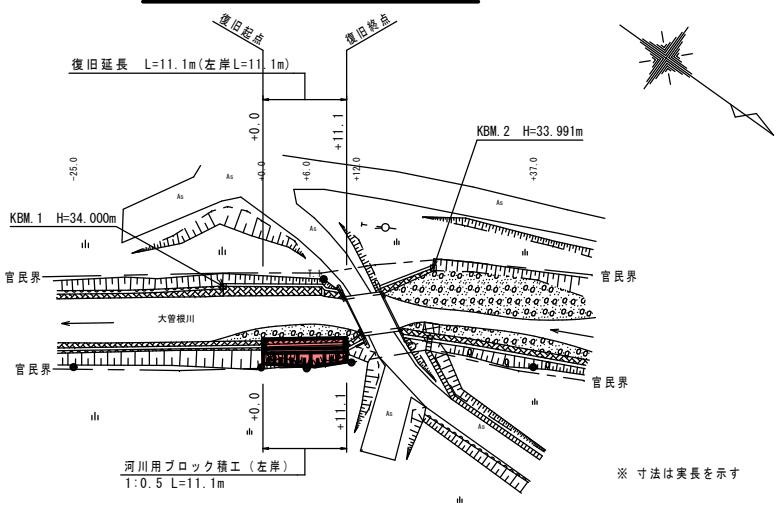 復旧起点
復旧終点
復旧延長 L=11.1m(左岸L=11.1m)
+0.0
+11.1
KBM.2 H=33.991m
-25.0
+0.0
+6.0
+12.0
+37.0
As
As
As
As
As
KBM.1 H=34.000m
T
官民界
官民界
大曽根川
官民界
官民界
As
As
+0.0
+11.1
河川用ブロック積工(左岸)
1:0.5 L=11.1m
※ 寸法は実長を示す